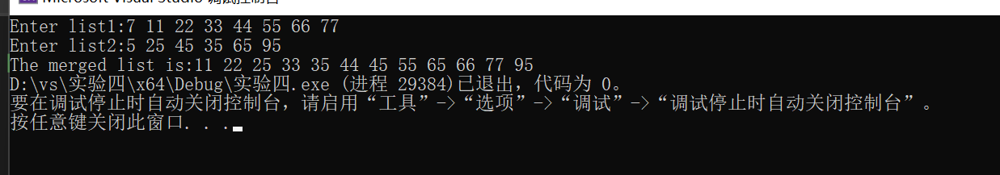 Microsoft Visual Studio 调试控制台
Enter list1:7 11 22 33 44 55 66 77
Enter list2:5 25 45 35 65 95
The merged list is:11 22 25 33 35 44 45 55 65 66 77 95
D:\vs\实验四\x64\Debug\实验四.exe (进程 29384)已退出，代码为 0。
要在调试停止时自动关闭控制台，请启用“工具”->“选项”->“调试”->“调试停止时自动关闭控制台”。
按任意键关闭此窗口. . .